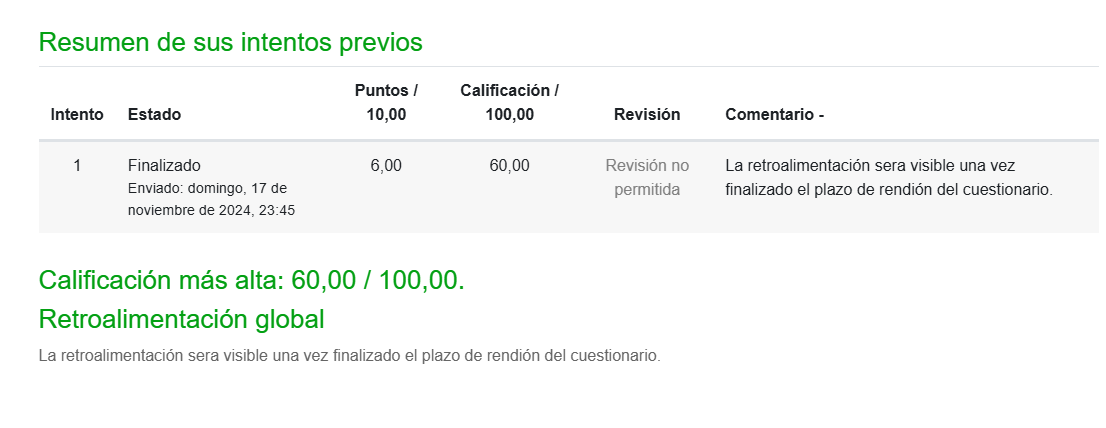 Resumen de sus intentos previos
Intento Estado Puntos / 10,00 Calificación / 100,00 Revisión Comentario -
1 Finalizado 6,00 60,00 Revisión no La retroalimentación sera visible una vez
Enviado: domingo, 17 de permitida finalizado el plazo de rendión del cuestionario.
noviembre de 2024, 23:45
Calificación más alta: 60,00 / 100,00.
Retroalimentación global
La retroalimentación sera visible una vez finalizado el plazo de rendión del cuestionario.